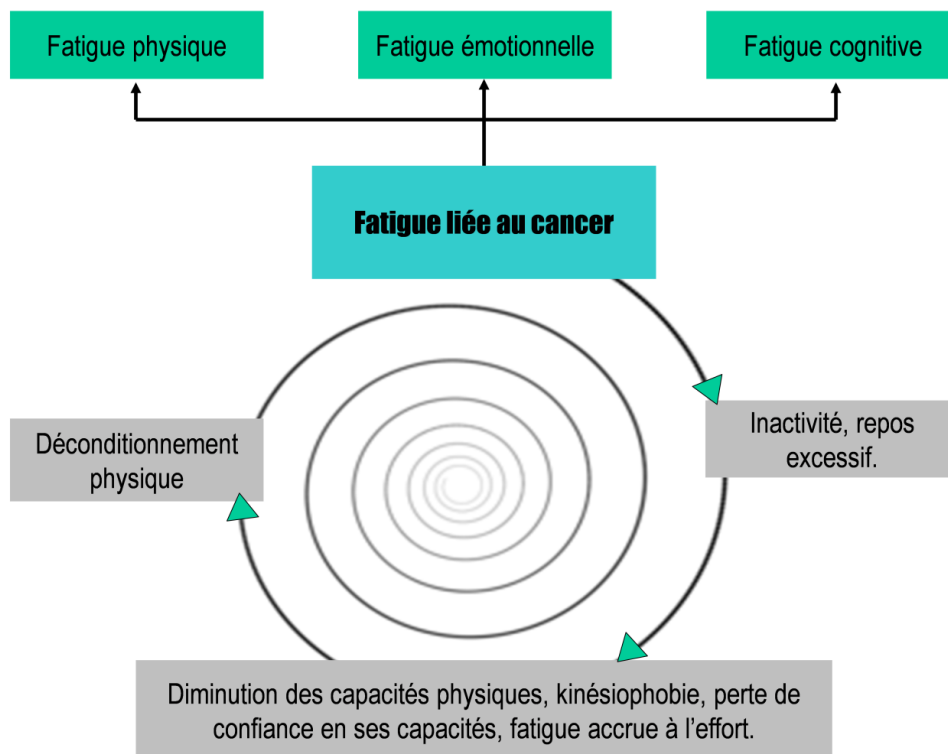 Fatigue physique
Fatigue émotionnelle
Fatigue cognitive
Fatigue liée au cancer
Inactivité, repos
excessif.
Déconditionnement
physique
Diminution des capacités physiques, kinésiophobie, perte de
confiance en ses capacités, fatigue accrue à l’effort.